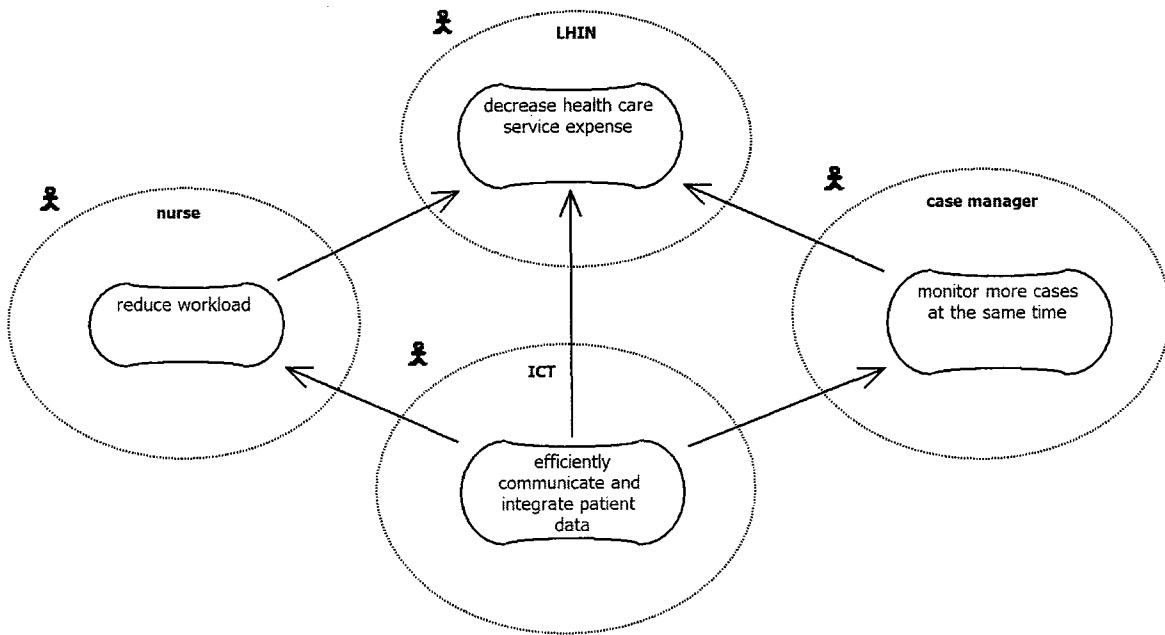 LHIN
decrease health care
service expense
nurse
reduce workload
case manager
monitor more cases
at the same time
ICT
efficiently
communicate and
integrate patient
data